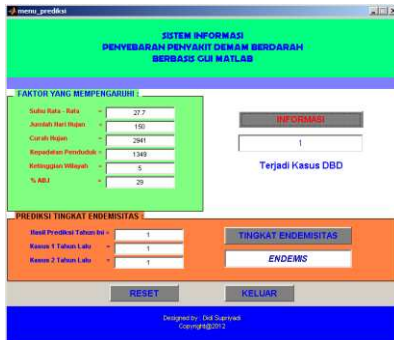 menu_prediksi
SISTEM INFORMASI
PENYEBARAN PENYAKIT DEMAM BERDARAH
BERBASIS GUI MATLAB
FAKTOR YANG MEMPENGARUHI :
Suhu Rata - Rata = 27.7
Jumlah Hari Hujan = 150
Curah Hujan = 2941
Kepadatan Penduduk = 1349
Ketinggian Wilayah = 5
% ABJ = 29
INFORMASI
1
Terjadi Kasus DBD
PREDIKSI TINGKAT ENDEMISITAS :
Hasil Prediksi Tahun Ini = 1
Kasus 1 Tahun Lalu = 1
Kasus 2 Tahun Lalu = 1
TINGKAT ENDEMISITAS
ENDEMIS
RESET
KELUAR
Designed by : Didi Supriyadi
Copyright@2012